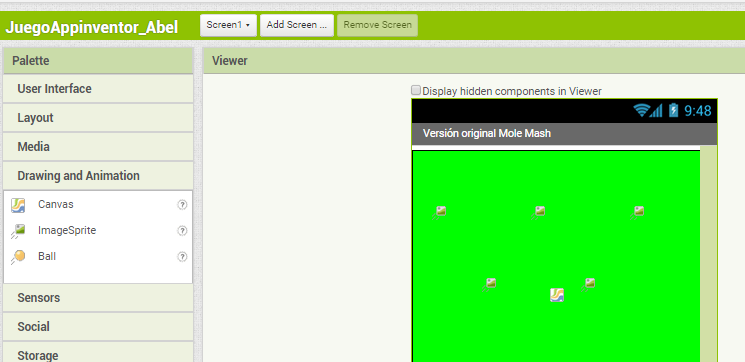 JuegoAppinventor_Abel
Screen1
Add Screen ...
Remove Screen
Palette
Viewer
User Interface
Layout
Media
Drawing and Animation
Canvas ?
ImageSprite ?
Ball ?
Sensors
Social
Storage
Display hidden components in Viewer
9:48
Versión original Mole Mash